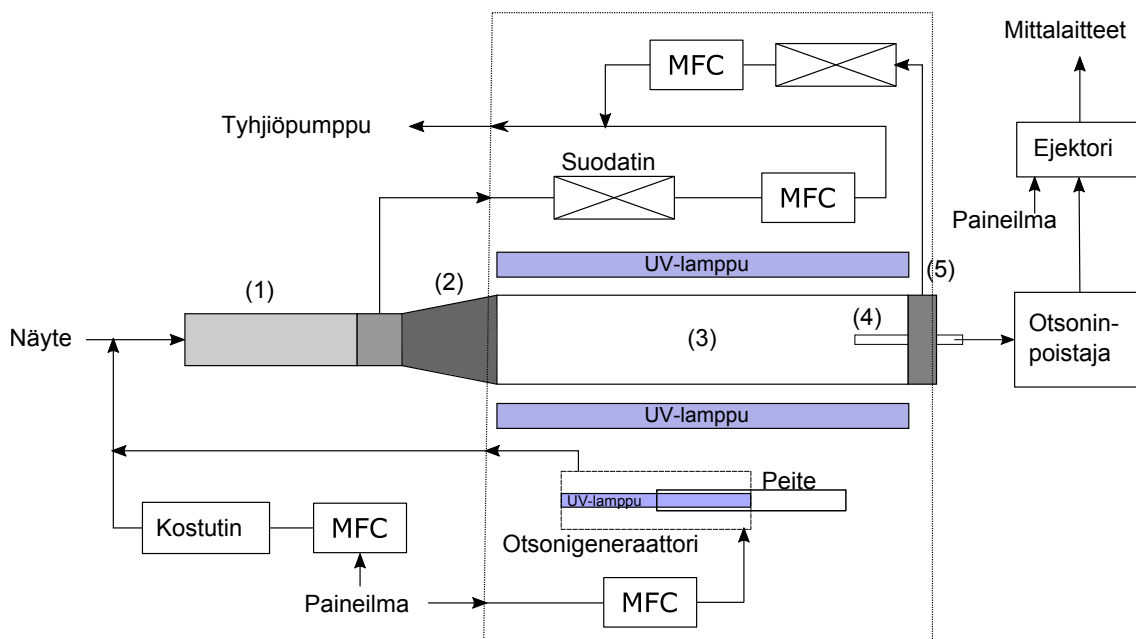 Mittalaitteet
MFC
Tyhjiöpumppu
Ejektori
Suodatin
MFC
Paineilma
UV-lamppu
(5)
(1)
(2)
(4)
Näyte
(3)
Otsonin-
poistaja
UV-lamppu
Peite
UV-lamppu
Kostutin
MFC
Otsonigeneraattori
Paineilma
MFC